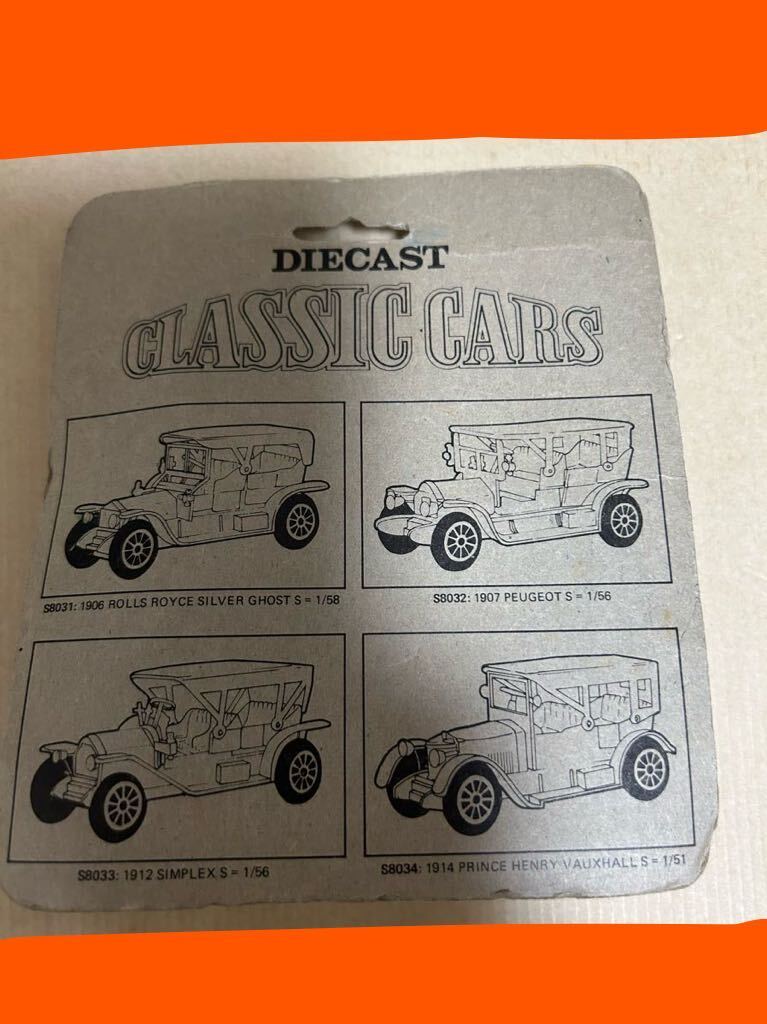 DIECAST
CLASSIC CARS
S8031: 1906 ROLLS ROYCE SILVER GHOST S = 1/58
S8032: 1907 PEUGEOT S = 1/56
S8033: 1912 SIMPLEX S = 1/56
S8034: 1914 PRINCE HENRY VAUXHALL S = 1/51